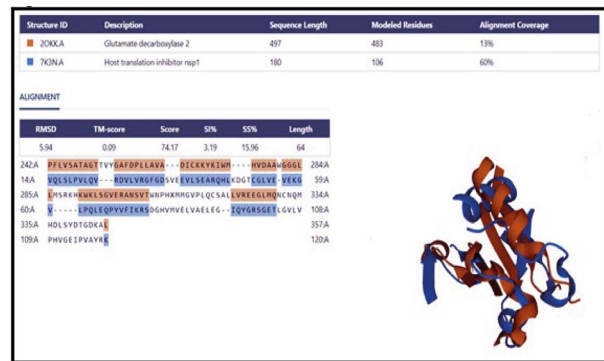 Structure ID Description Sequence Length Modeled Residues Alignment Coverage
2OKK.A Glutamate decarboxylase 2 497 483 13%
7K3N.A Host translation inhibitor nsp1 180 106 60%
ALIGNMENT
RMSD TM-score Score SI% SS% Length
5.94 0.09 74.17 3.19 15.96 64
242:A PFLVSATAGTTVYGAFDPLLAVA---DICKKYKIWM----HVDAAWGGGL 284:A
14:A VQLSLPVLQV---RDVLVRGFGDSVEEVLSEARQHLKDGTCGLVE-VEKG 59:A
285:A LMSRKHKWKLSGVERANSVTWNPHKMMGVPLQCSALLVREEGLMQNCNQM 334:A
60:A V-----LPQLEQPYVFIKRSDGHVMVELVAELEG--IQYGRSGETLGVLV 108:A
335:A HDLSYDTGDKAL 357:A
109:A PHVGEIPVAYRK 120:A